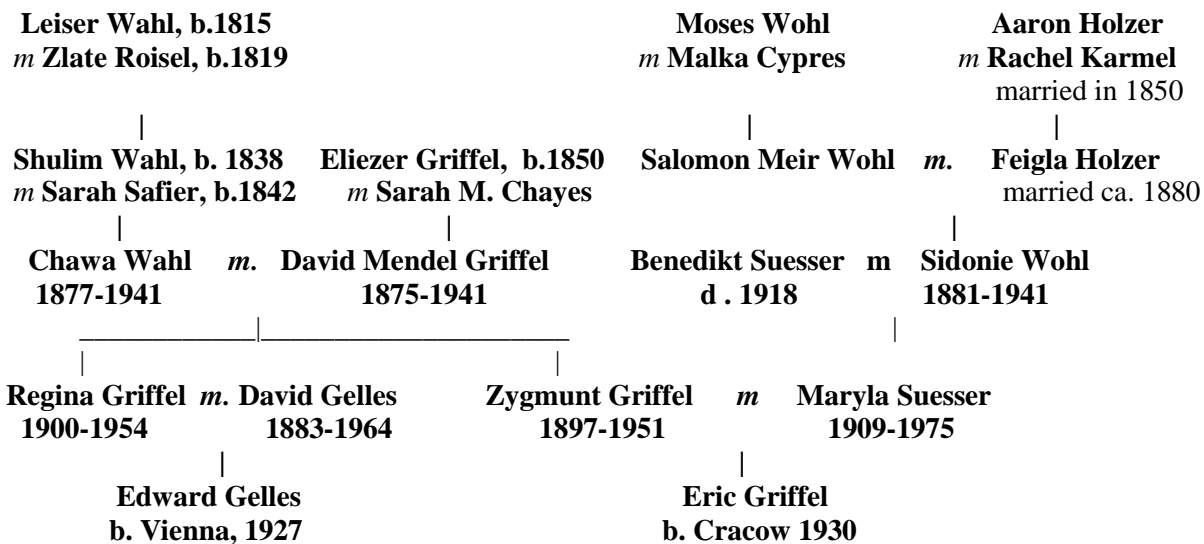 Leiser Wahl, b.1815 Moses Wohl Aaron Holzer
m Zlate Roisel, b.1819 m Malka Cypres m Rachel Karmel
married in 1850
Shulim Wahl, b. 1838 Eliezer Griffel, b.1850 Salomon Meir Wohl m. Feigla Holzer
m Sarah Safier, b.1842 m Sarah M. Chayes married ca. 1880
Chawa Wahl m. David Mendel Griffel Benedikt Suesser m Sidonie Wohl
1877-1941 1875-1941 d . 1918 1881-1941
Regina Griffel m. David Gelles Zygmunt Griffel m Maryla Suesser
1900-1954 1883-1964 1897-1951 1909-1975
Edward Gelles Eric Griffel
b. Vienna, 1927 b. Cracow 1930